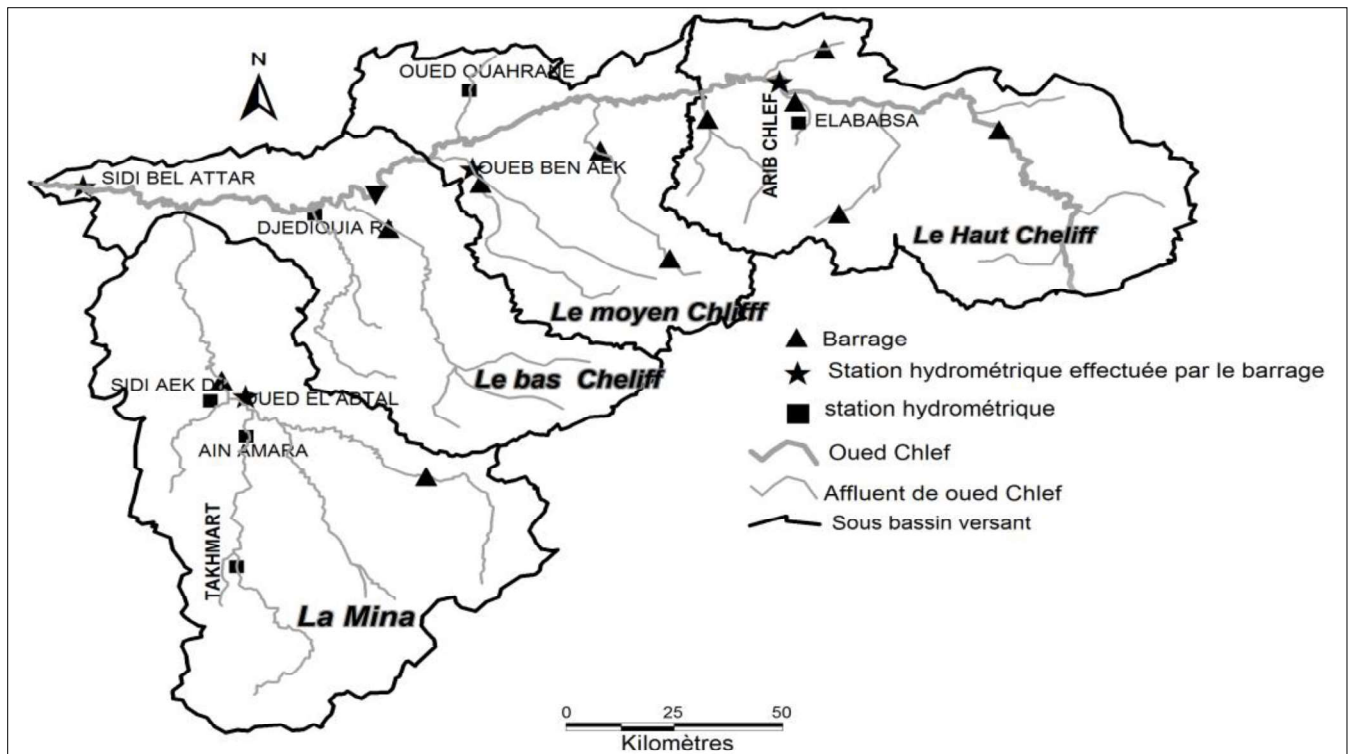 N
OUED OUAHRANE
ARIB CHLEF
ELABABSA
SIDI BEL ATTAR
OUEB BEN AEK
DJEDIOUIA R
Le Haut Cheliff
Le moyen Chlifff
Le bas Cheliff
SIDI AEK D
OUED EL ABTAL
AIN AMARA
TAKHMART
La Mina
Barrage
Station hydrométrique effectuée par le barrage
station hydrométrique
Oued Chlef
Affluent de oued Chlef
Sous bassin versant
0 25 50
Kilomètres